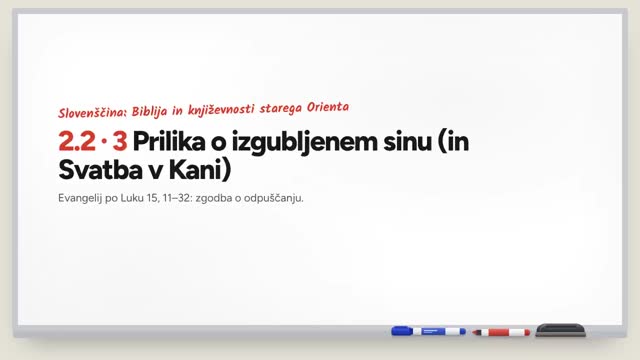 Slovenščina: Biblija in književnosti starega Orienta
2.2 · 3 Prilika o izgubljenem sinu (in
Svatba v Kani)
Evangelij po Luku 15, 11–32: zgodba o odpuščanju.